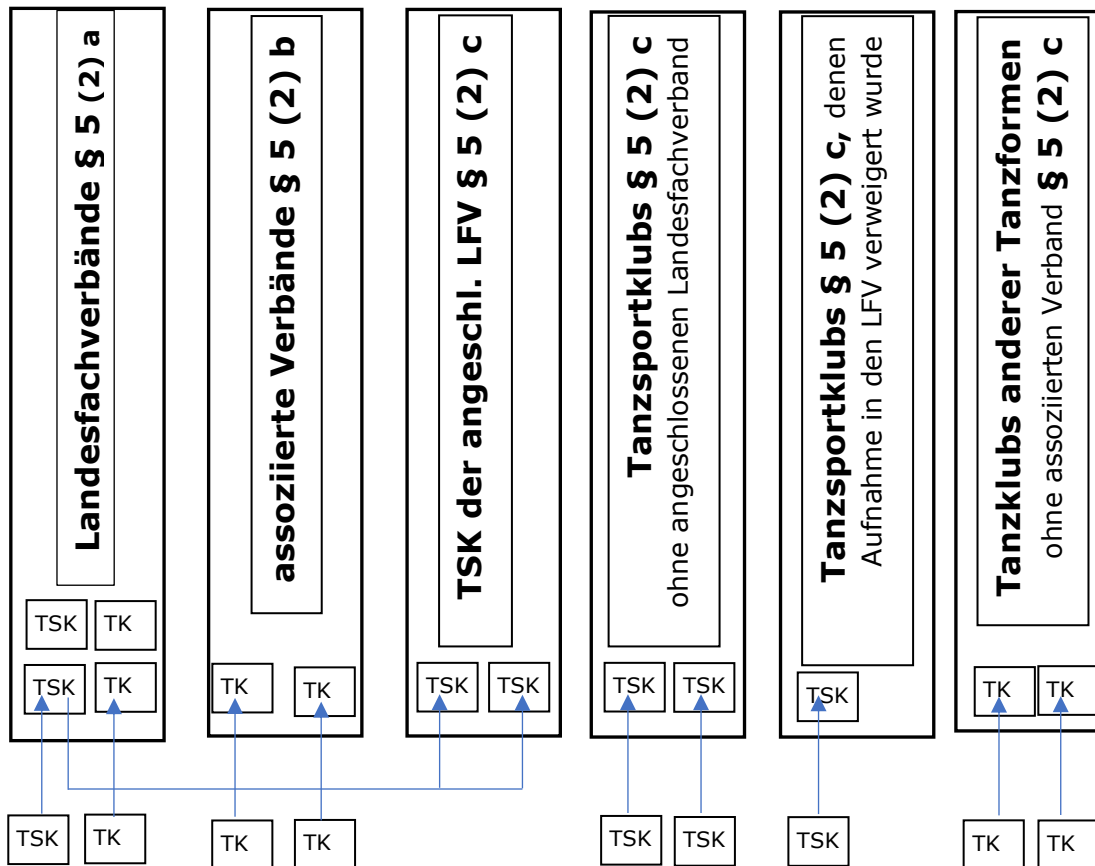 Landesfachverbände § 5 (2) a
assoziierte Verbände § 5 (2) b
TSK der angeschl. LFV § 5 (2) c
Tanzsportklubs § 5 (2) c
ohne angeschlossenen Landesfachverband
Tanzsportklubs § 5 (2) c, denen
Aufnahme in den LFV verweigert wurde
Tanzklubs anderer Tanzformen
ohne assoziierten Verband § 5 (2) c
TSK TK
TSK TK TK TK TSK TSK TSK TSK TSK TK TK
TSK TK TK TK TSK TSK TSK TK TK